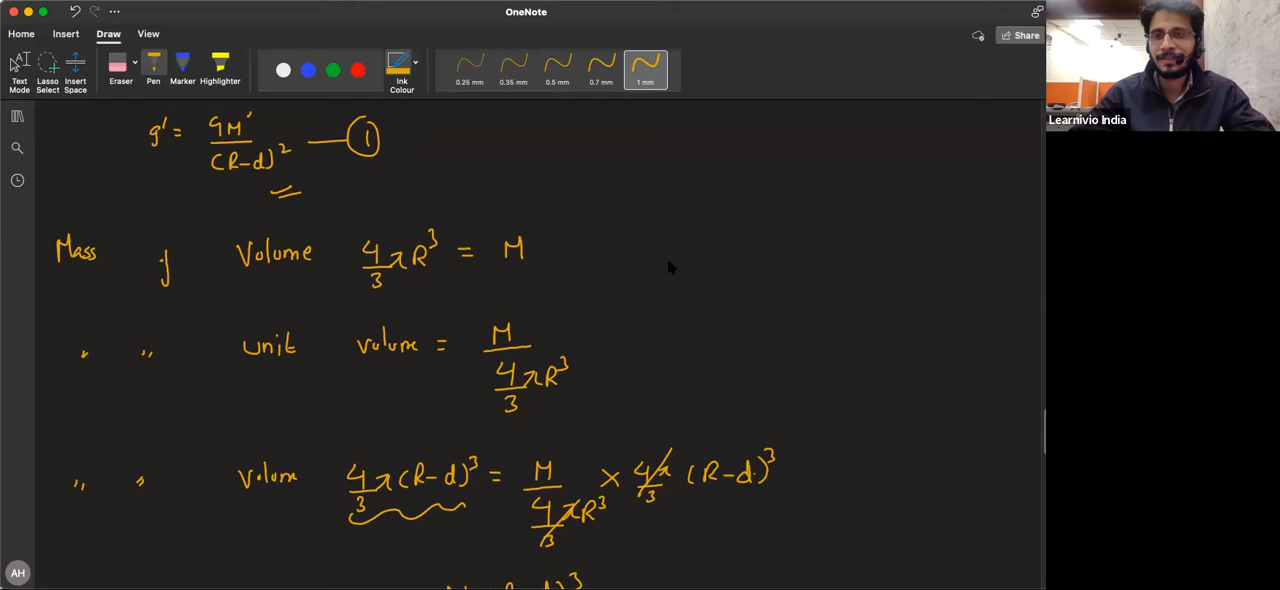 OneNote
Home Insert Draw View
Share
Text Mode
Lasso Select
Insert Space
Eraser
Pen
Marker
Highlighter
Ink Colour
0.25 mm
0.35 mm
0.5 mm
0.7 mm
1 mm
Learnivio India
g' = GM' / (R-d)² — ①
Mass of Volume 4/3 πR³ = M
" " unit volume = M / 4/3 πR³
" " volume 4/3 π(R-d)³ = M / 4/3 πR³ × 4/3 π (R-d)³
AH